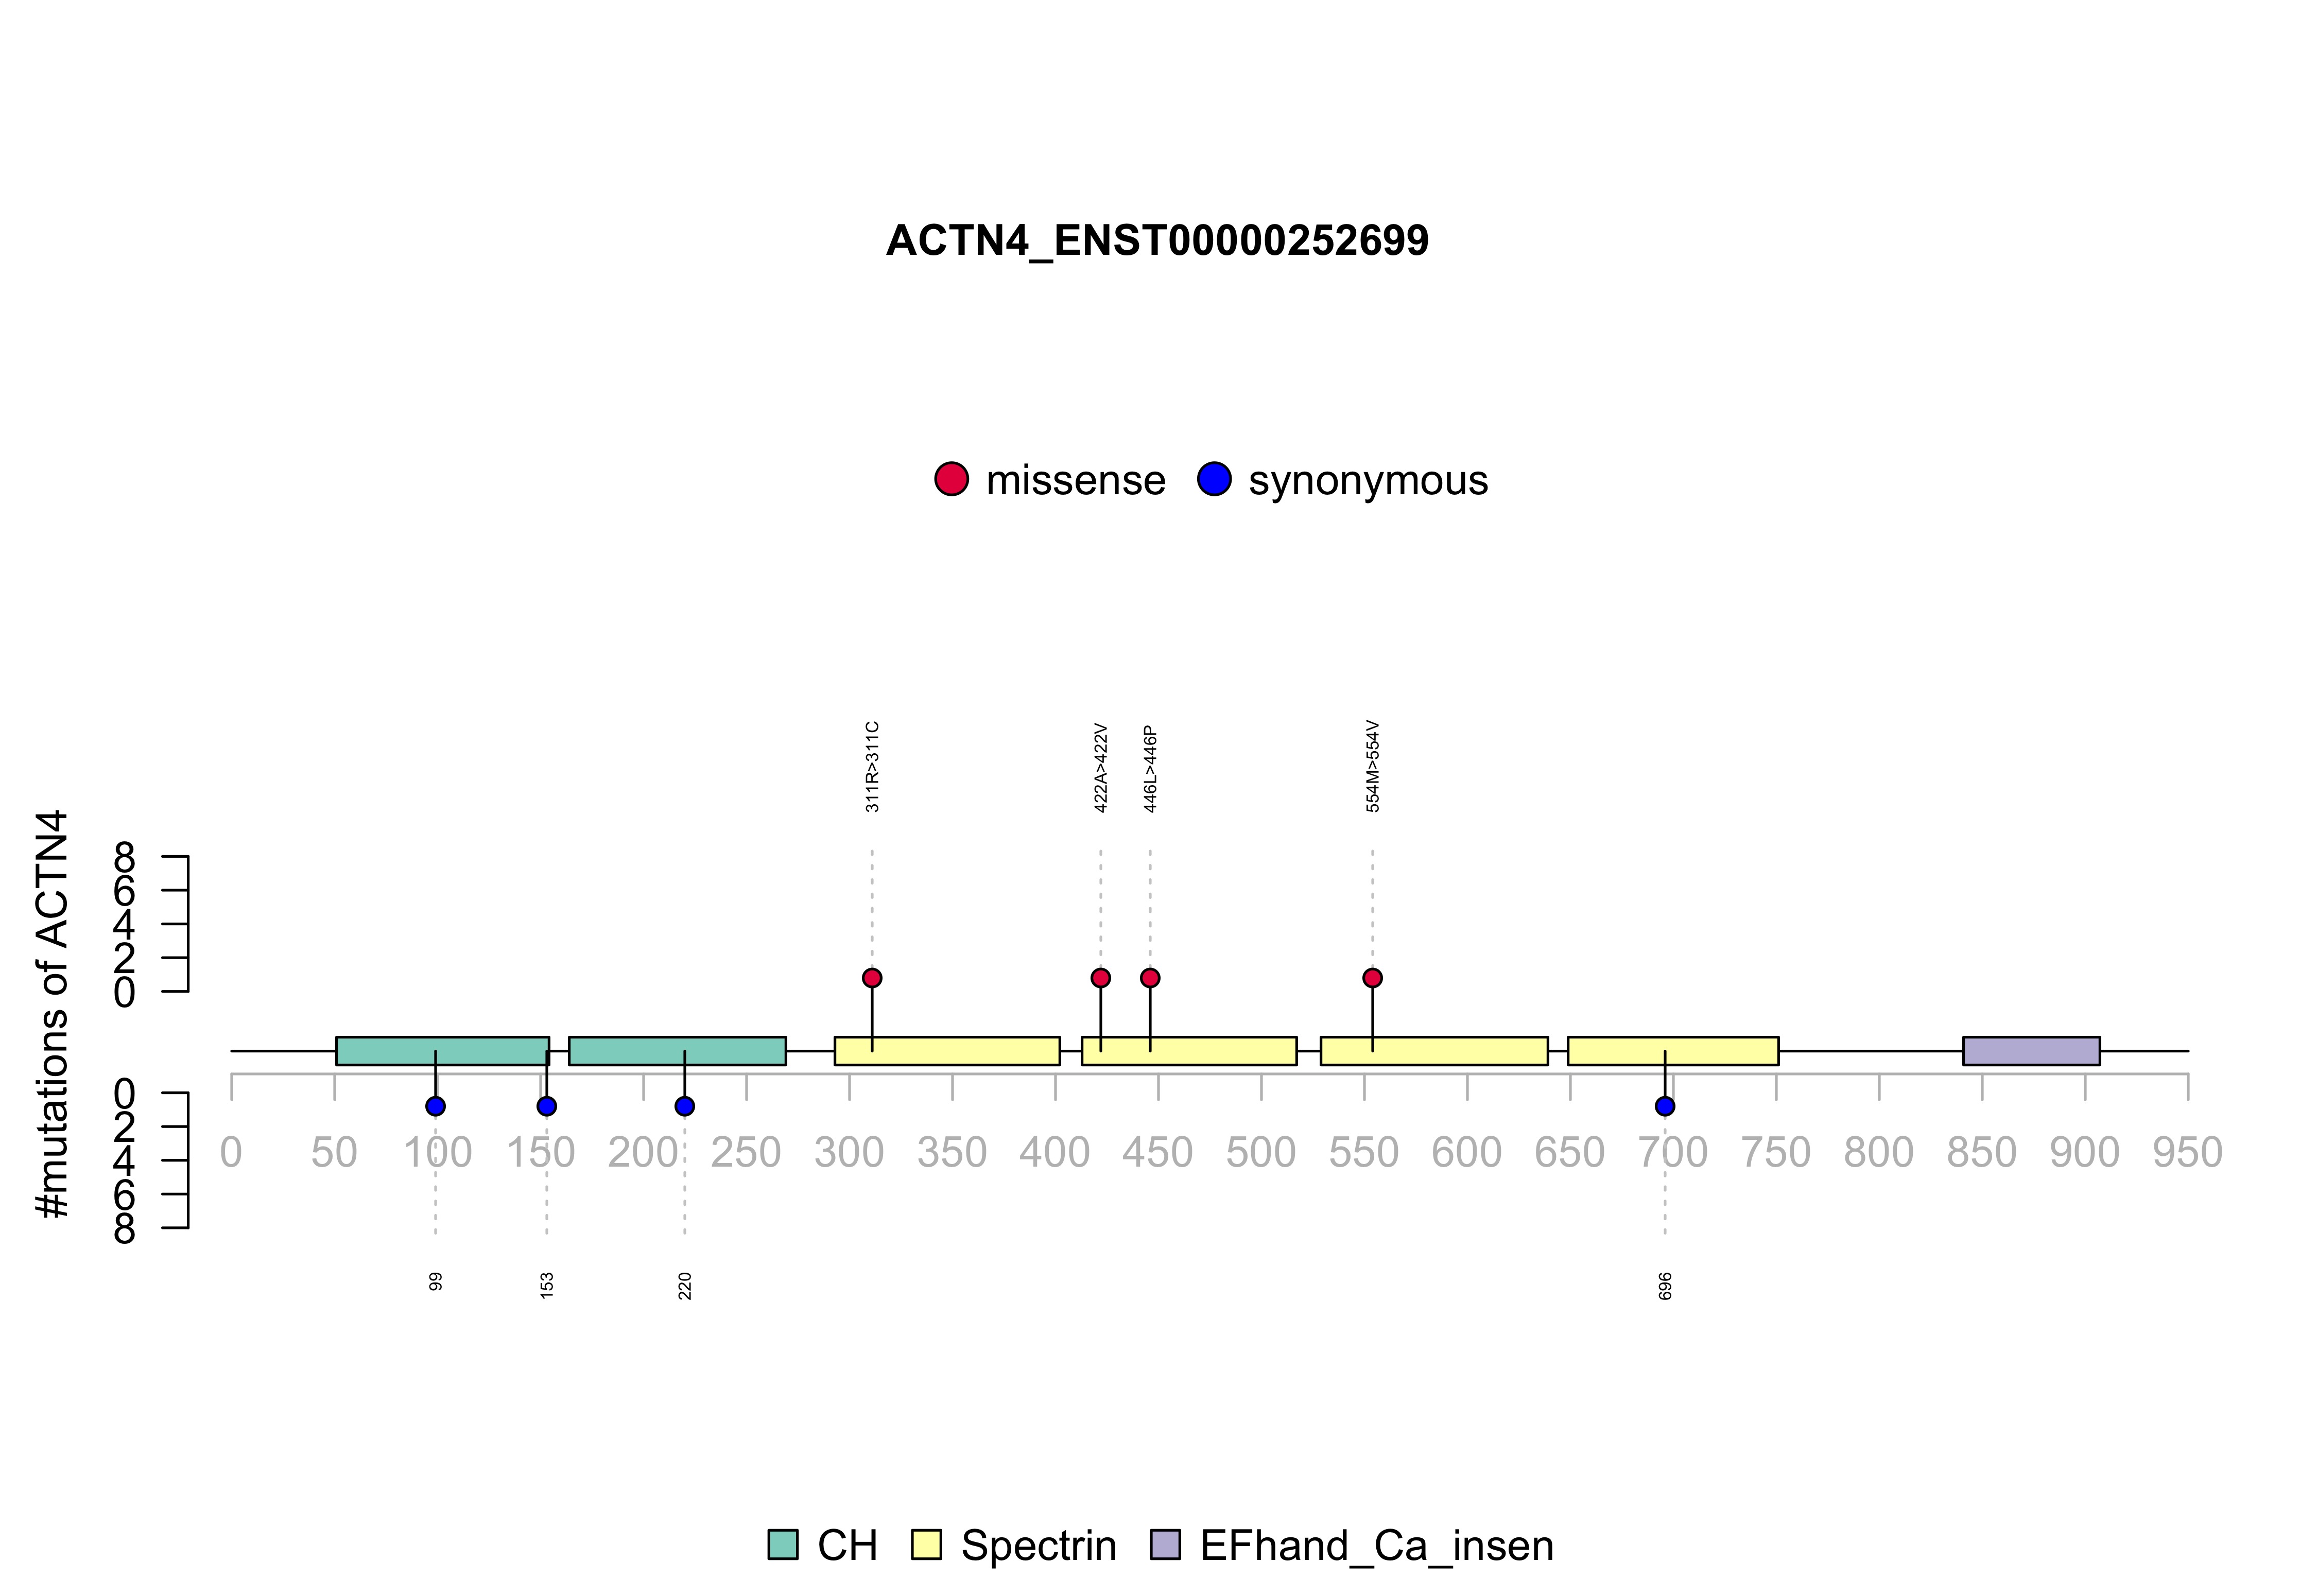 ACTN4_ENST00000252699
missense synonymous
311R>311C 422A>422V 446L>446P 554M>554V
#mutations of ACTN4
8
6
4
2
0
0
2
4
6
8
0 50 100 150 200 250 300 350 400 450 500 550 600 650 700 750 800 850 900 950
99 153 220 696
CH Spectrin EFhand_Ca_insen